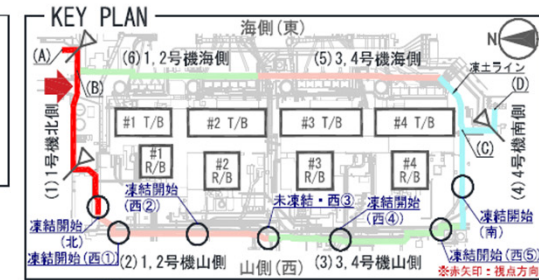 KEY PLAN
海側(東)
N
(A)
(6)1,2号機海側
(5)3,4号機海側
凍土ライン
(B)
(D)
#1 T/B
#2 T/B
#3 T/B
#4 T/B
(1)1号機北側
#1
R/B
#2
R/B
#3
R/B
#4
R/B
(C)
(4)4号機南側
凍結開始
(西②)
未凍結・西③
凍結開始
(西④)
凍結開始
(北)
凍結開始
(南)
凍結開始(西①)
凍結開始(西⑤)
(2)1,2号機山側
山側(西)
(3)3,4号機山側
※赤矢印:視点方向